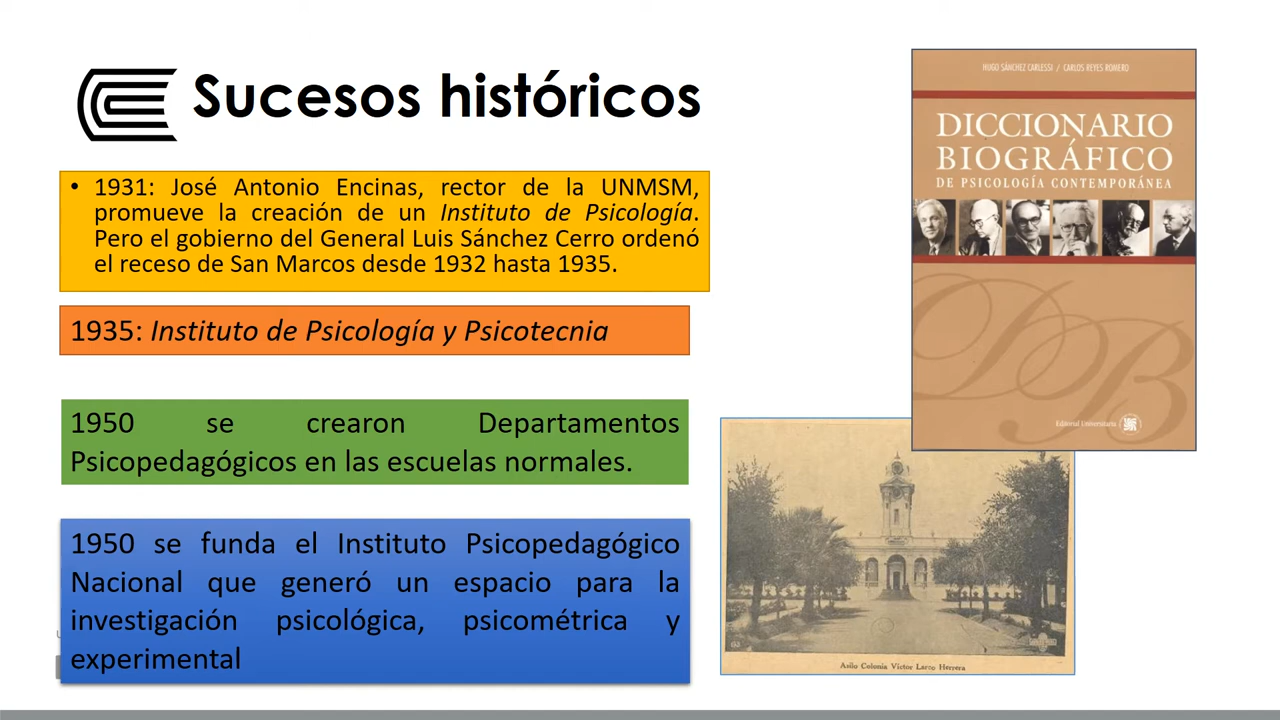 Sucesos históricos
• 1931: José Antonio Encinas, rector de la UNMSM,
promueve la creación de un Instituto de Psicología.
Pero el gobierno del General Luis Sánchez Cerro ordenó
el receso de San Marcos desde 1932 hasta 1935.
1935: Instituto de Psicología y Psicotecnia
1950 se crearon Departamentos
Psicopedagógicos en las escuelas normales.
1950 se funda el Instituto Psicopedagógico
Nacional que generó un espacio para la
investigación psicológica, psicométrica y
experimental
HUGO SÁNCHEZ CARLESSI / CARLOS REYES ROMERO
DICCIONARIO
BIOGRÁFICO
DE PSICOLOGÍA CONTEMPORÁNEA
DB
Editorial Universitaria
Asilo Colonia Víctor Larco Herrera